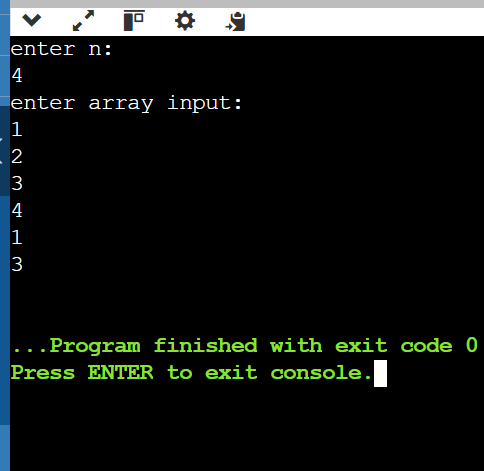 enter n:
4
enter array input:
1
2
3
4
1
3
...Program finished with exit code 0
Press ENTER to exit console.